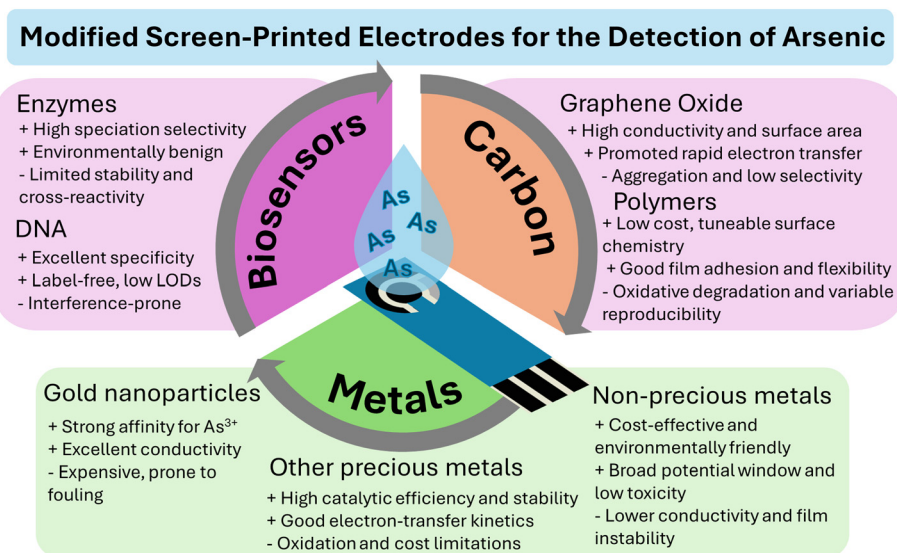 Modified Screen-Printed Electrodes for the Detection of Arsenic
Enzymes
+ High speciation selectivity
+ Environmentally benign
- Limited stability and
cross-reactivity
DNA
+ Excellent specificity
+ Label-free, low LODs
- Interference-prone
Biosensors
Carbon
Graphene Oxide
+ High conductivity and surface area
+ Promoted rapid electron transfer
- Aggregation and low selectivity
Polymers
+ Low cost, tuneable surface
chemistry
+ Good film adhesion and flexibility
- Oxidative degradation and variable
reproducibility
As
As
As
As
Metals
Gold nanoparticles
+ Strong affinity for As³⁺
+ Excellent conductivity
- Expensive, prone to
fouling
Other precious metals
+ High catalytic efficiency and stability
+ Good electron-transfer kinetics
- Oxidation and cost limitations
Non-precious metals
+ Cost-effective and
environmentally friendly
+ Broad potential window and
low toxicity
- Lower conductivity and film
instability